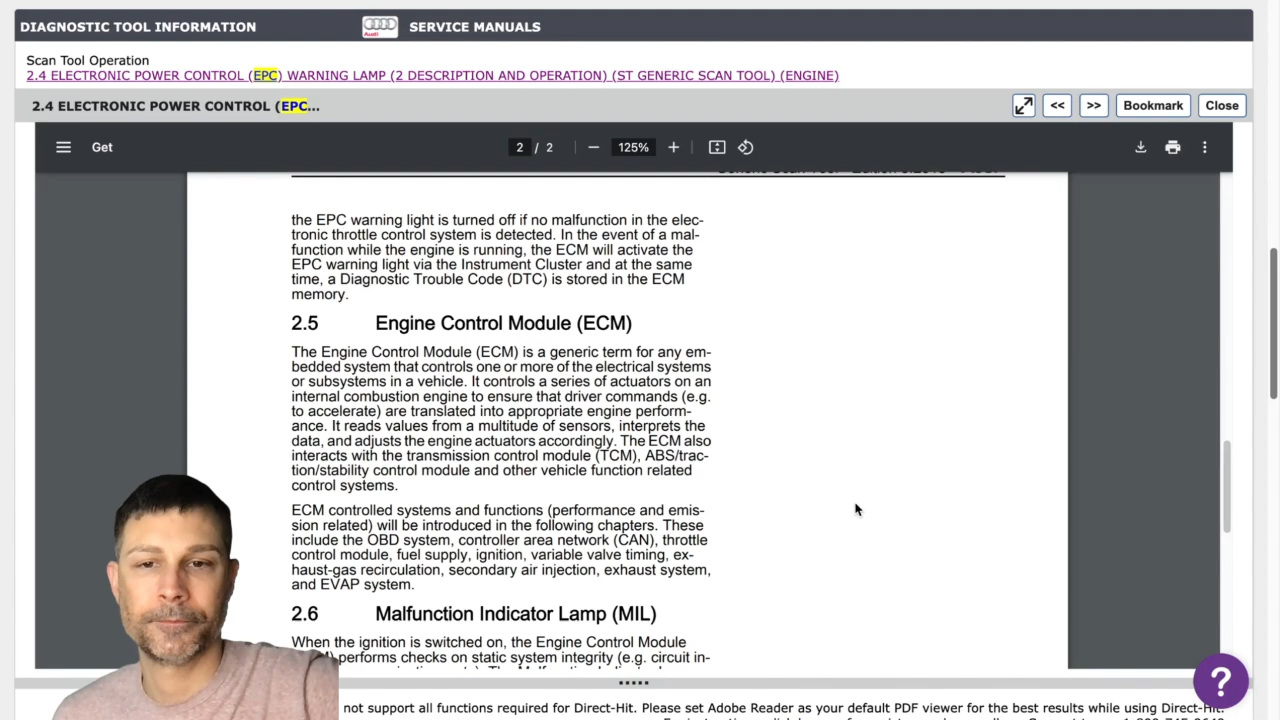 DIAGNOSTIC TOOL INFORMATION
Audi
SERVICE MANUALS
Scan Tool Operation
2.4 ELECTRONIC POWER CONTROL (EPC) WARNING LAMP (2 DESCRIPTION AND OPERATION) (ST GENERIC SCAN TOOL) (ENGINE)
2.4 ELECTRONIC POWER CONTROL (EPC...
<< >> Bookmark Close
Get
2 / 2 — 125% +
the EPC warning light is turned off if no malfunction in the elec-
tronic throttle control system is detected. In the event of a mal-
function while the engine is running, the ECM will activate the
EPC warning light via the Instrument Cluster and at the same
time, a Diagnostic Trouble Code (DTC) is stored in the ECM
memory.
2.5 Engine Control Module (ECM)
The Engine Control Module (ECM) is a generic term for any em-
bedded system that controls one or more of the electrical systems
or subsystems in a vehicle. It controls a series of actuators on an
internal combustion engine to ensure that driver commands (e.g.
to accelerate) are translated into appropriate engine perform-
ance. It reads values from a multitude of sensors, interprets the
data, and adjusts the engine actuators accordingly. The ECM also
interacts with the transmission control module (TCM), ABS/trac-
tion/stability control module and other vehicle function related
control systems.
ECM controlled systems and functions (performance and emis-
sion related) will be introduced in the following chapters. These
include the OBD system, controller area network (CAN), throttle
control module, fuel supply, ignition, variable valve timing, ex-
haust-gas recirculation, secondary air injection, exhaust system,
and EVAP system.
2.6 Malfunction Indicator Lamp (MIL)
When the ignition is switched on, the Engine Control Module
performs checks on static system integrity (e.g. circuit in-
?
not support all functions required for Direct-Hit. Please set Adobe Reader as your default PDF viewer for the best results while using Direct-Hit.